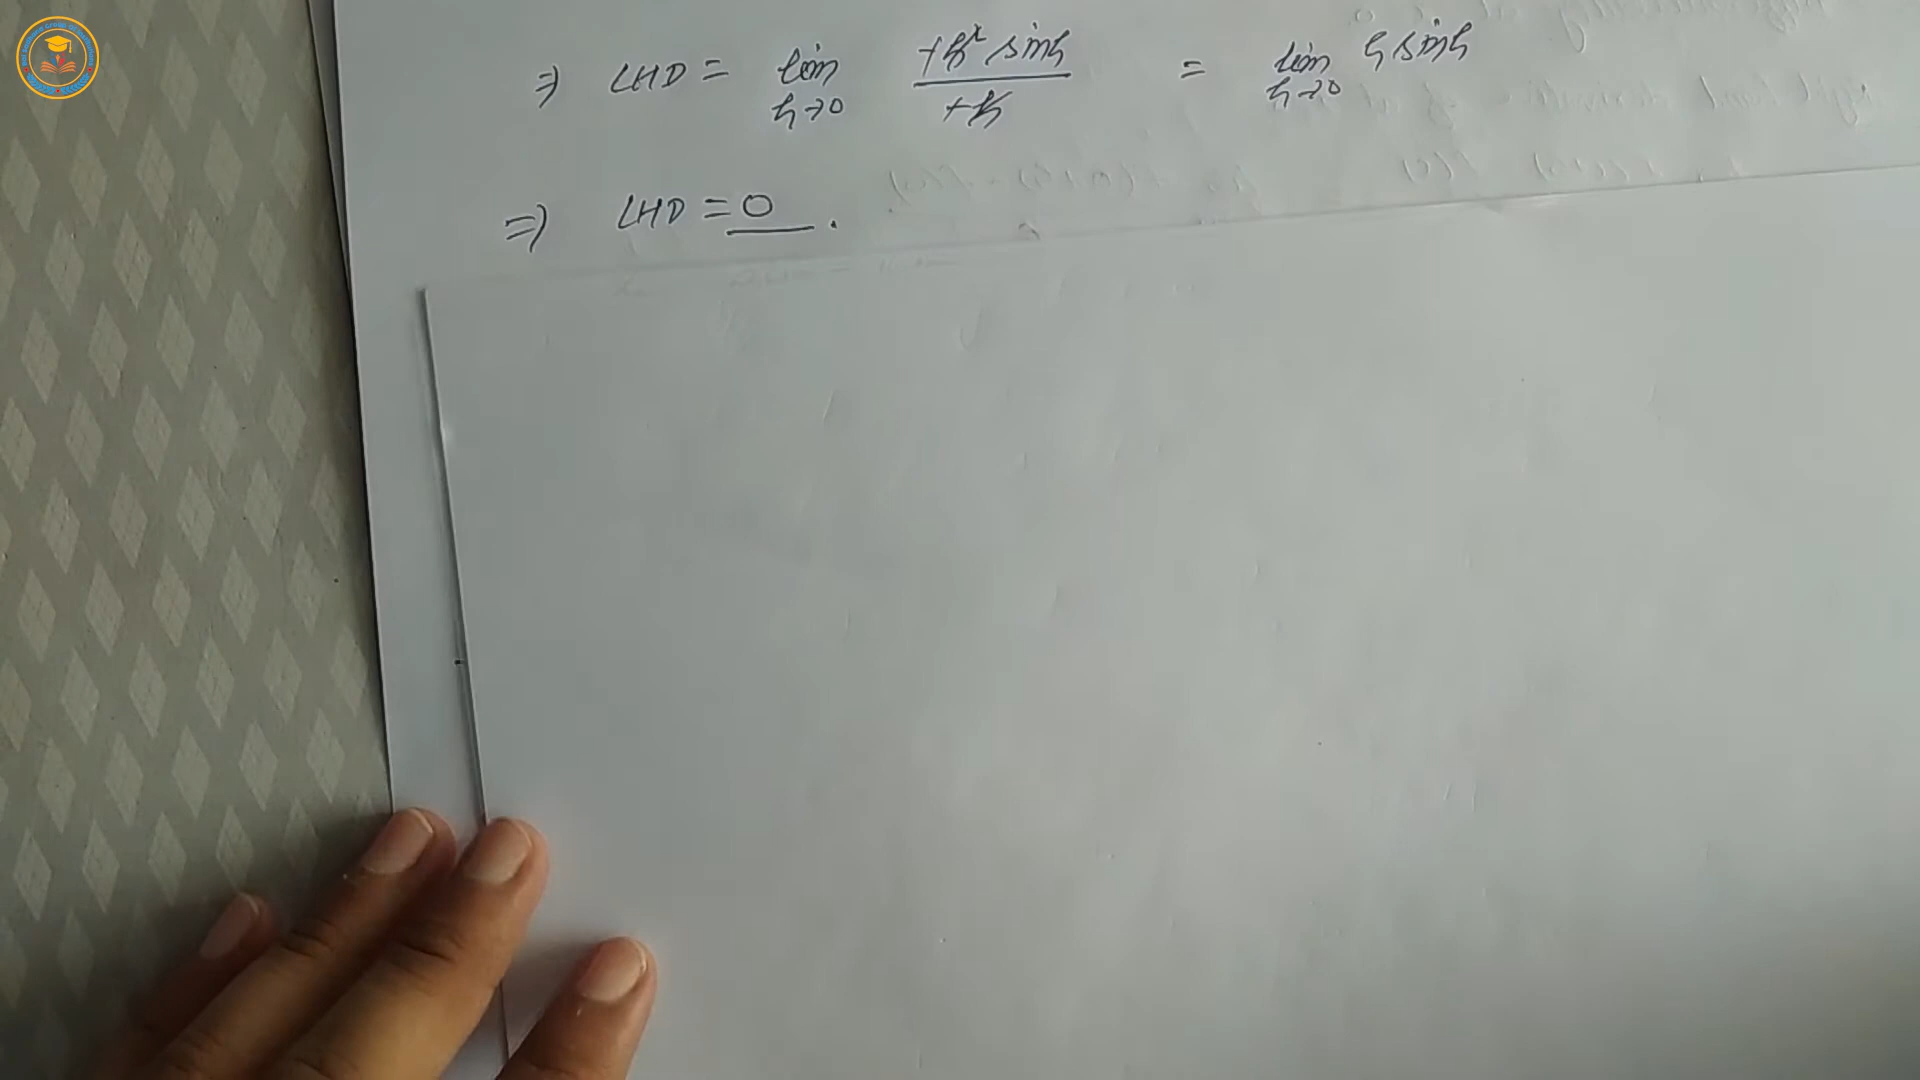 ⇒ LHD = lim h→0 +h² sinh / +h = lim h→0 h sinh
⇒ LHD = 0.